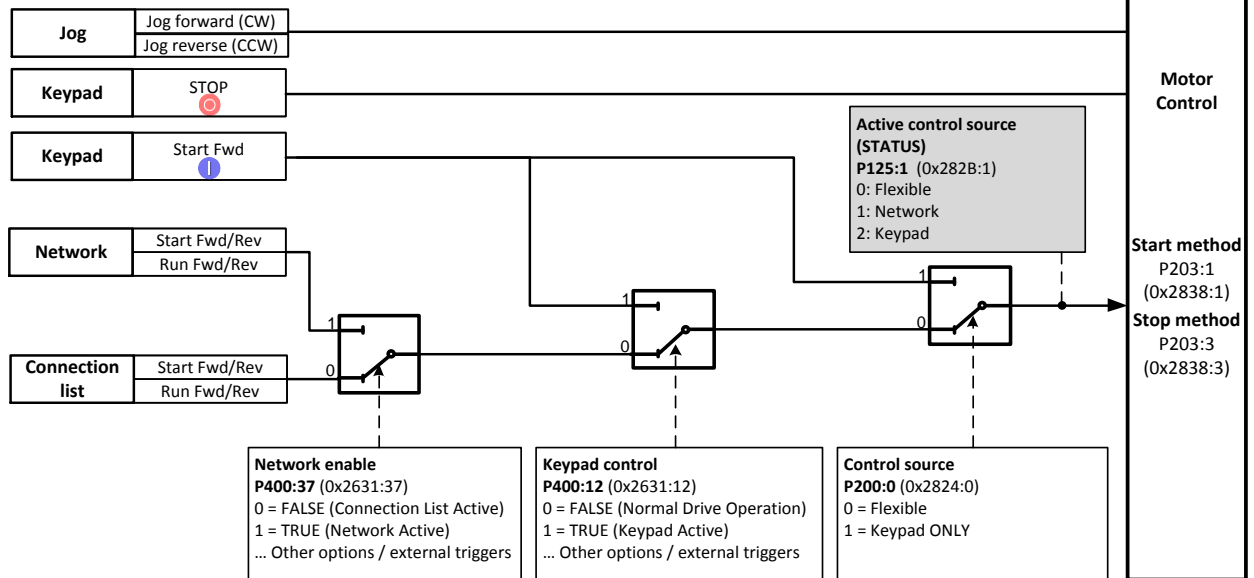 Jog
Jog forward (CW)
Jog reverse (CCW)
Keypad
STOP
Keypad
Start Fwd
Network
Start Fwd/Rev
Run Fwd/Rev
Connection
list
Start Fwd/Rev
Run Fwd/Rev
1
0
1
0
1
0
Active control source
(STATUS)
P125:1 (0x282B:1)
0: Flexible
1: Network
2: Keypad
Motor
Control
Start method
P203:1
(0x2838:1)
Stop method
P203:3
(0x2838:3)
Network enable
P400:37 (0x2631:37)
0 = FALSE (Connection List Active)
1 = TRUE (Network Active)
... Other options / external triggers
Keypad control
P400:12 (0x2631:12)
0 = FALSE (Normal Drive Operation)
1 = TRUE (Keypad Active)
... Other options / external triggers
Control source
P200:0 (0x2824:0)
0 = Flexible
1 = Keypad ONLY